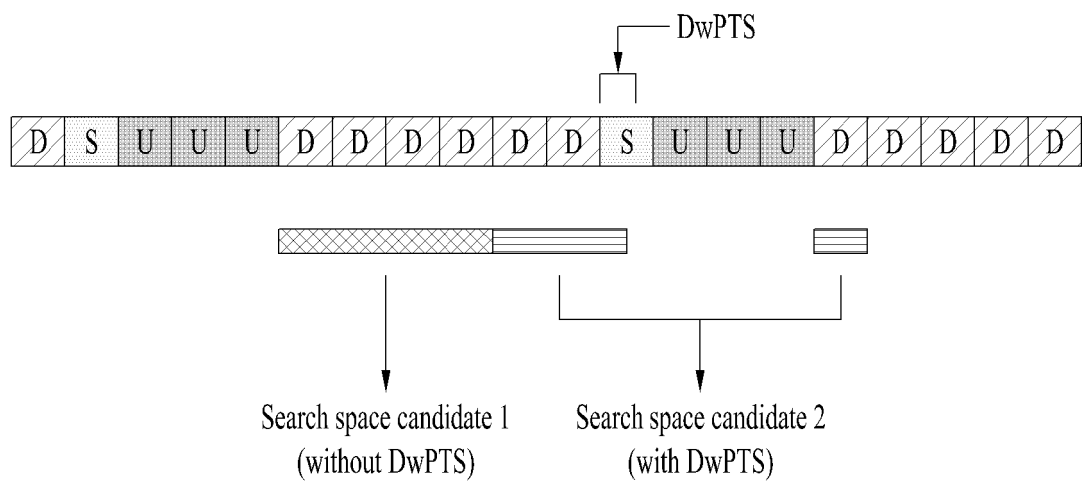 DwPTS
D S U U U D D D D D D S U U U D D D D D
Search space candidate 1
(without DwPTS)
Search space candidate 2
(with DwPTS)